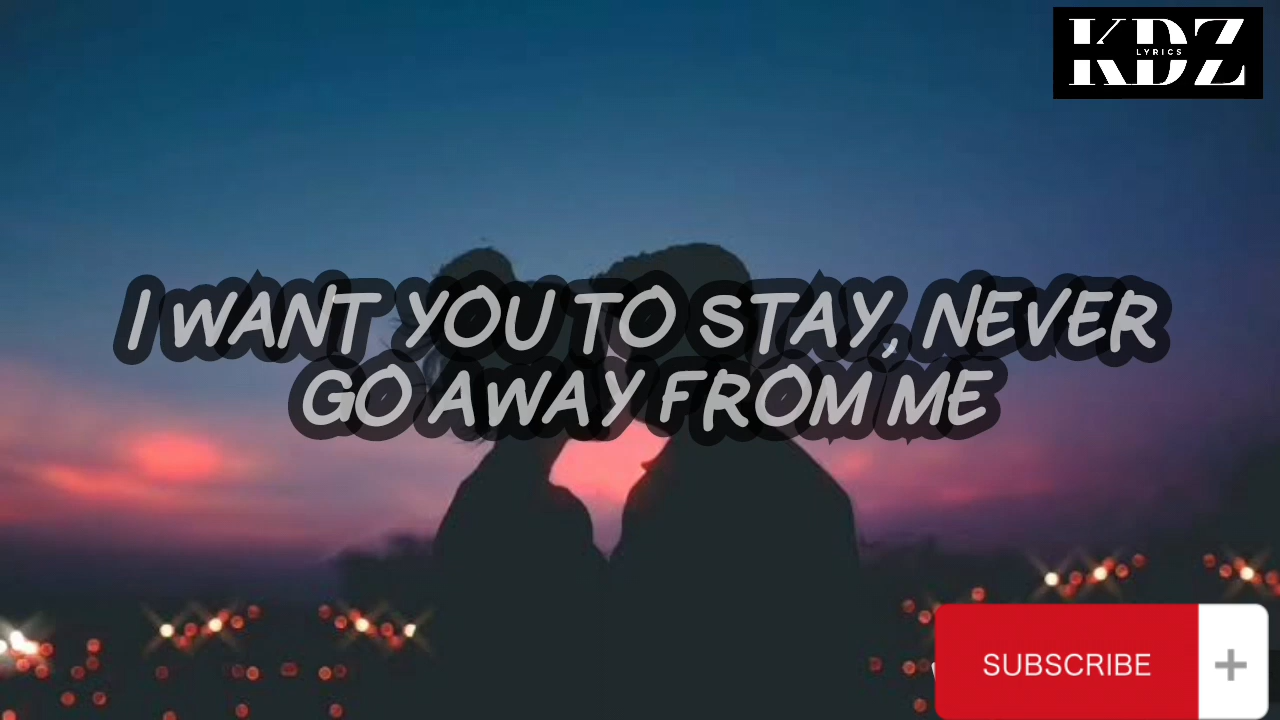 KDZ
LYRICS
I WANT YOU TO STAY, NEVER
GO AWAY FROM ME
SUBSCRIBE